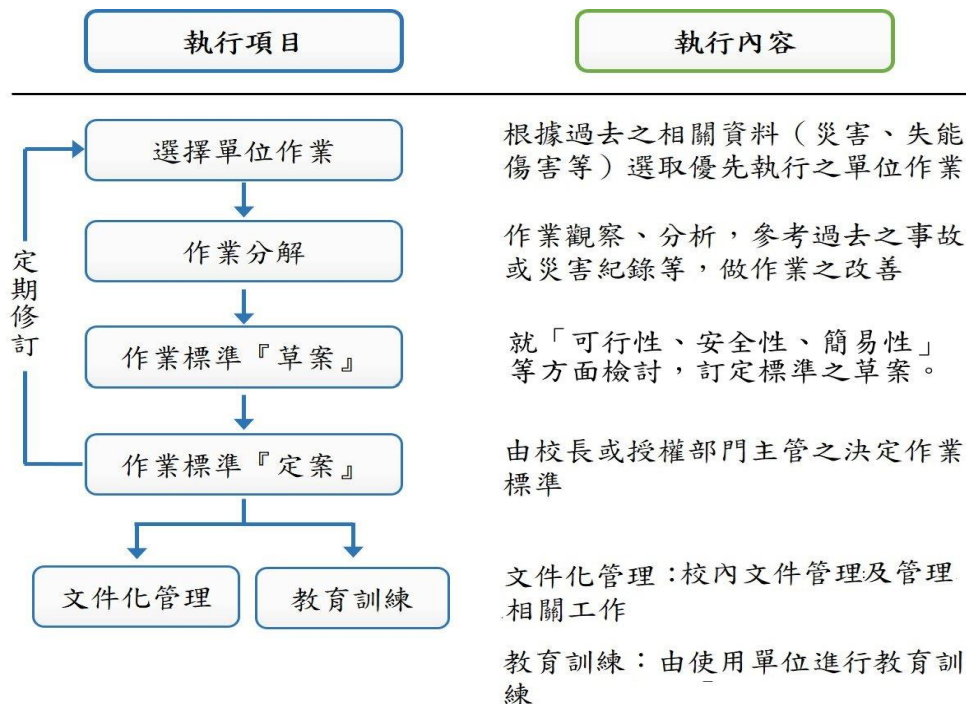 執行項目
執行內容
選擇單位作業
根據過去之相關資料（災害、失能
傷害等）選取優先執行之單位作業
作業分解
作業觀察、分析，參考過去之事故
或災害紀錄等，做作業之改善
定期修訂
作業標準『草案』
就「可行性、安全性、簡易性」
等方面檢討，訂定標準之草案。
作業標準『定案』
由校長或授權部門主管之決定作業
標準
文件化管理
教育訓練
文件化管理：校內文件管理及管理
相關工作
教育訓練：由使用單位進行教育訓
練